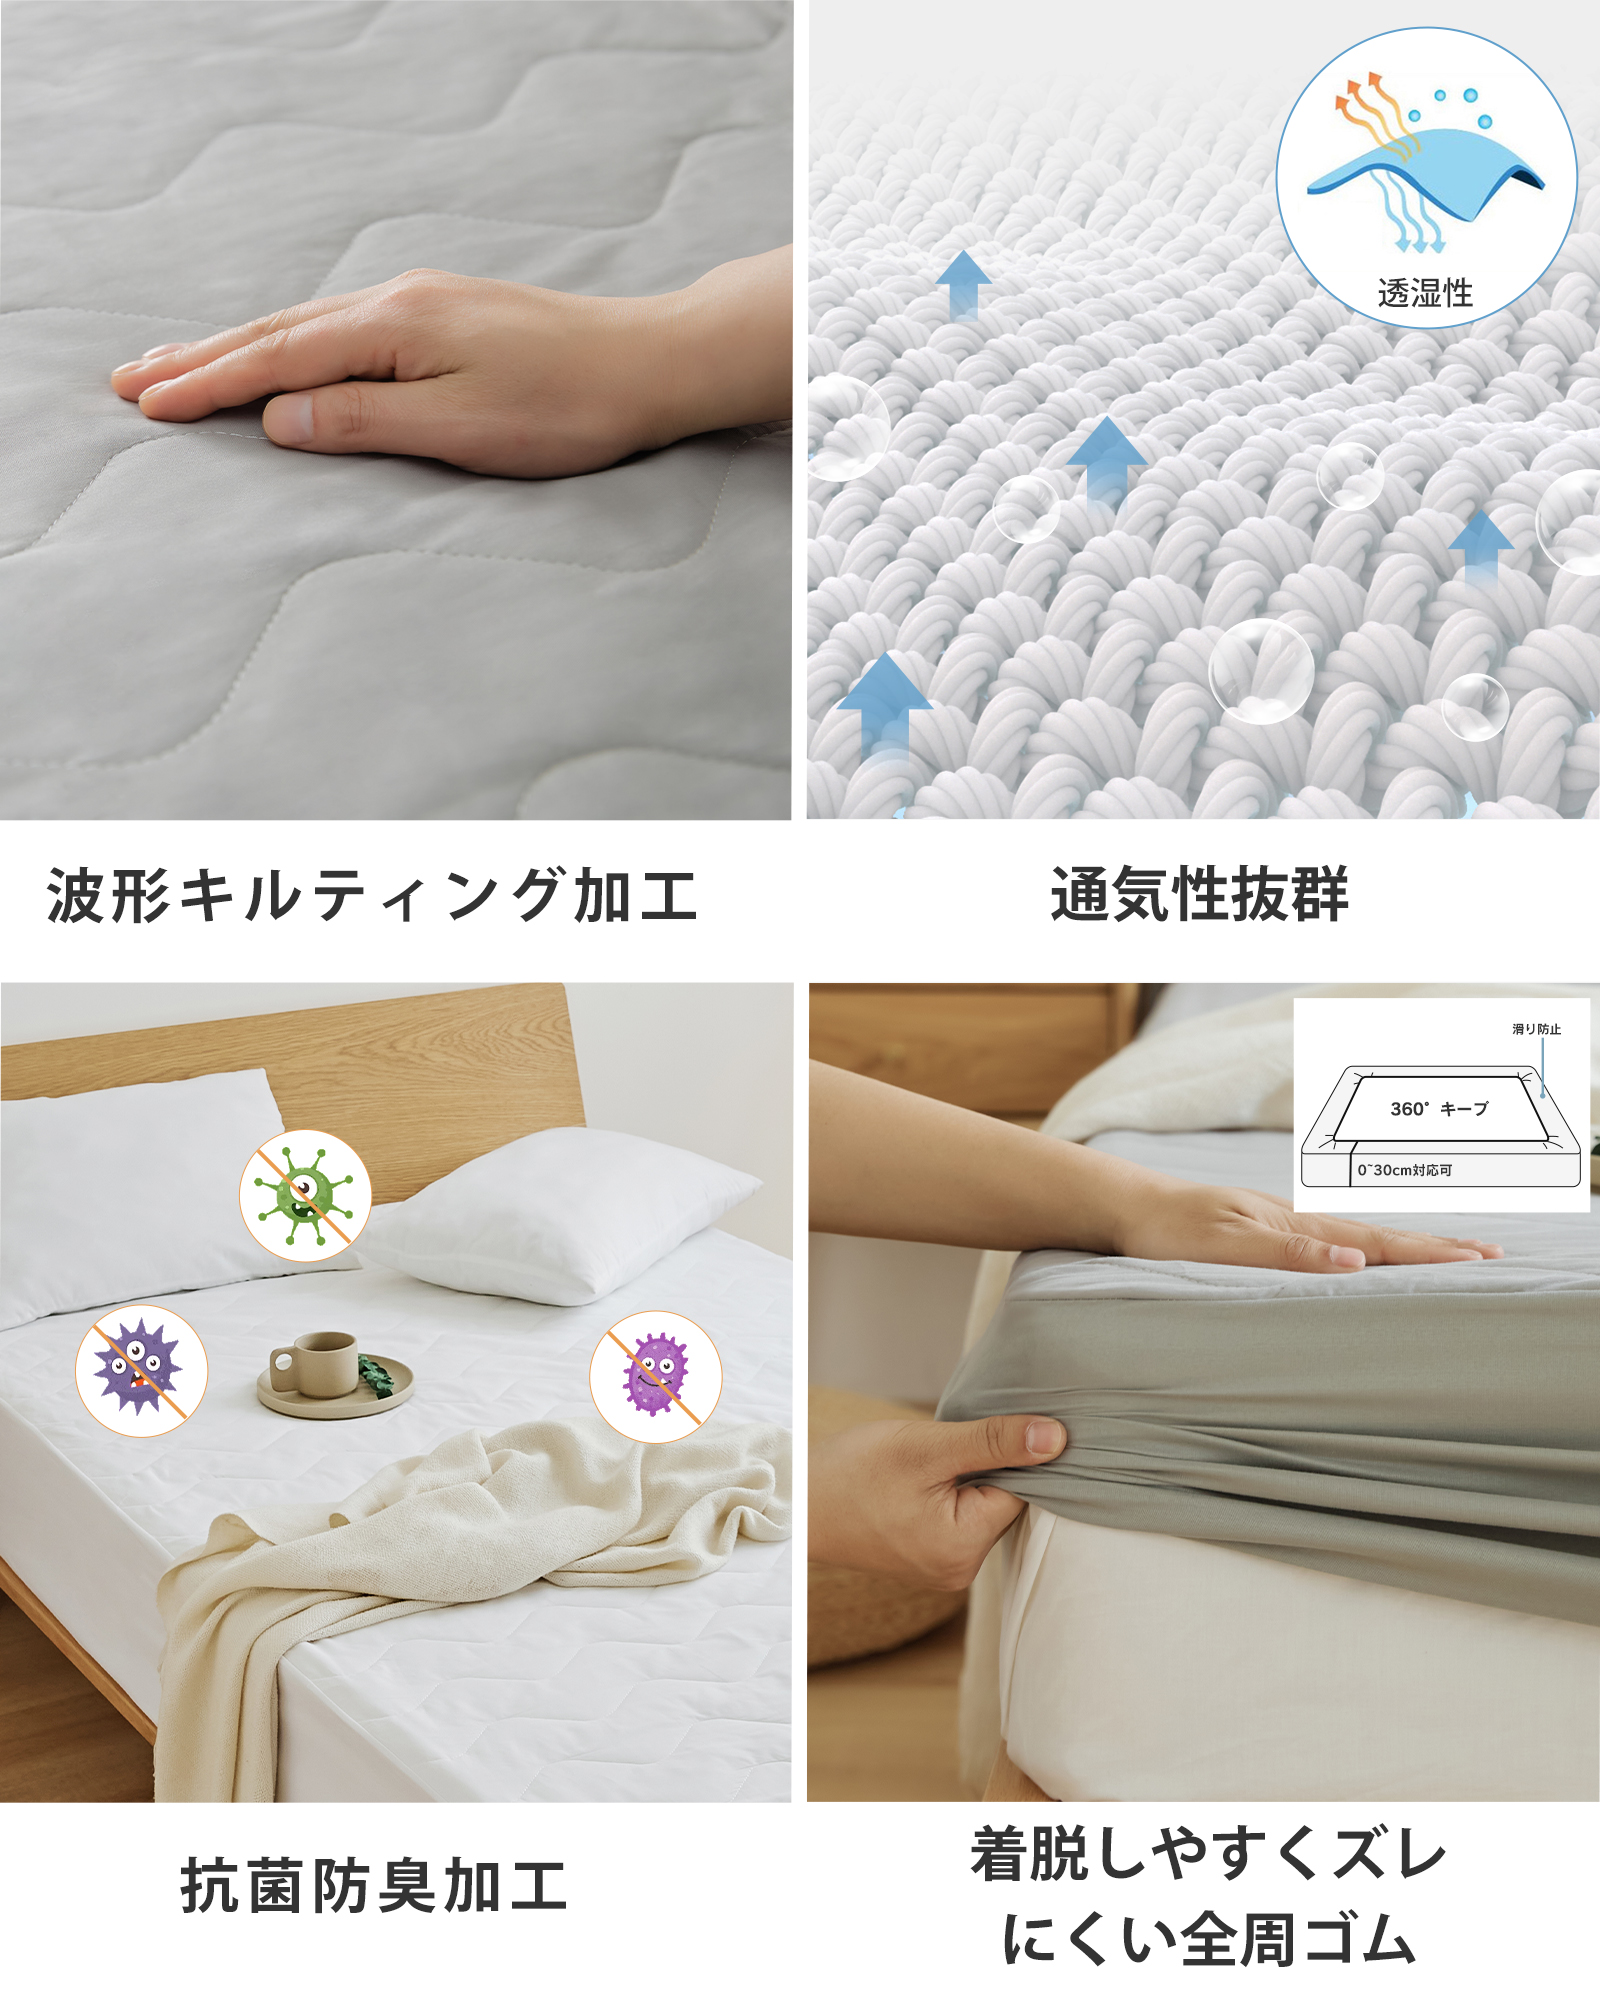 透湿性
波形キルティング加工
通気性抜群
滑り防止
360°キープ
0~30cm対応可
抗菌防臭加工
着脱しやすくズレ
にくい全周ゴム